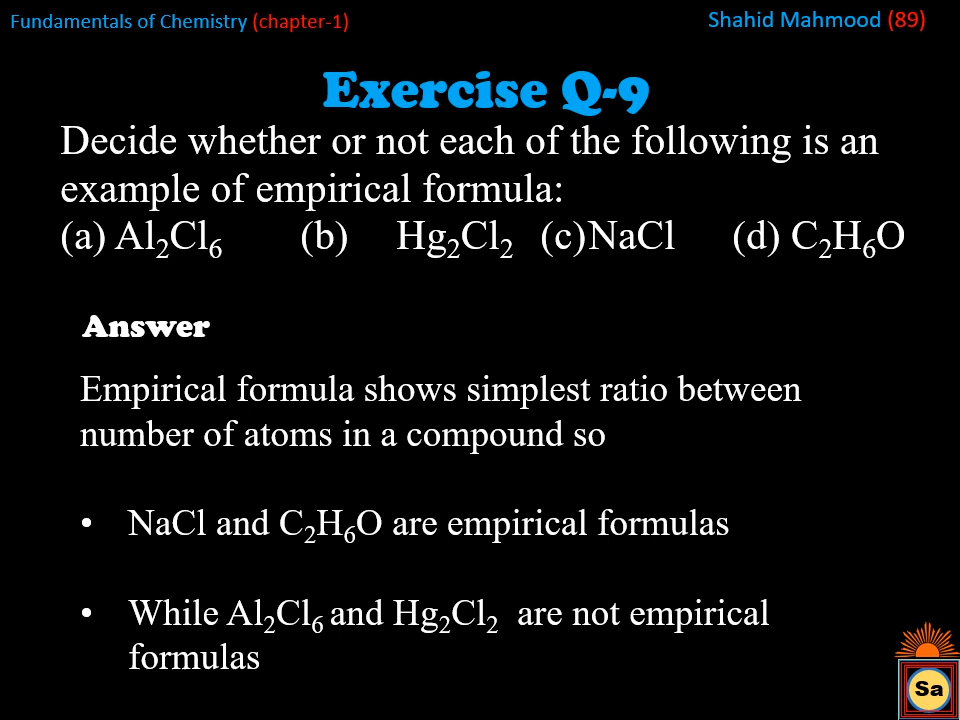 Fundamentals of Chemistry (chapter-1)
Shahid Mahmood (89)
Exercise Q-9
Decide whether or not each of the following is an
example of empirical formula:
(a) Al₂Cl₆ (b) Hg₂Cl₂ (c)NaCl (d) C₂H₆O
Answer
Empirical formula shows simplest ratio between
number of atoms in a compound so
• NaCl and C₂H₆O are empirical formulas
• While Al₂Cl₆ and Hg₂Cl₂ are not empirical
formulas
Sa